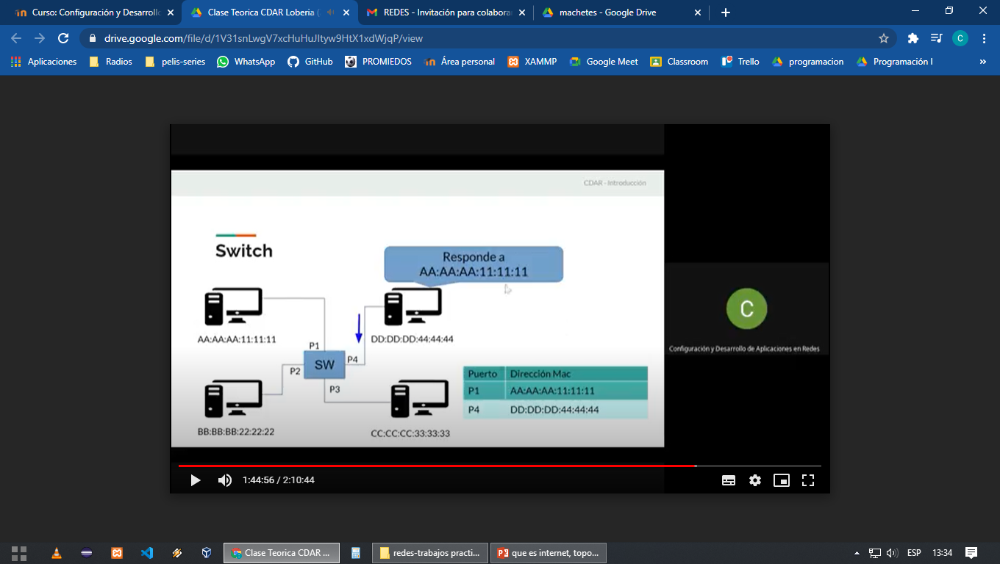 Curso: Configuración y Desarroll
Clase Teorica CDAR Loberia (
REDES - Invitación para colabora
machetes - Google Drive
drive.google.com/file/d/1V31snLwgV7xcHuHuJItyw9HtX1xdWjqP/view
C
Aplicaciones
Radios
pelis-series
WhatsApp
GitHub
PROMIEDOS
Área personal
XAMMP
Google Meet
Classroom
Trello
programacion
Programación I
»
CDAR - Introducción
Switch
Responde a
AA:AA:AA:11:11:11
AA:AA:AA:11:11:11
DD:DD:DD:44:44:44
P1
SW
P4
P2
P3
BB:BB:BB:22:22:22
CC:CC:CC:33:33:33
Puerto Dirección Mac
P1 AA:AA:AA:11:11:11
P4 DD:DD:DD:44:44:44
C
Configuración y Desarrollo de Aplicaciones en Redes
1:44:56 / 2:10:44
Clase Teorica CDAR ...
redes-trabajos practi...
que es internet, topo...
ESP
13:34